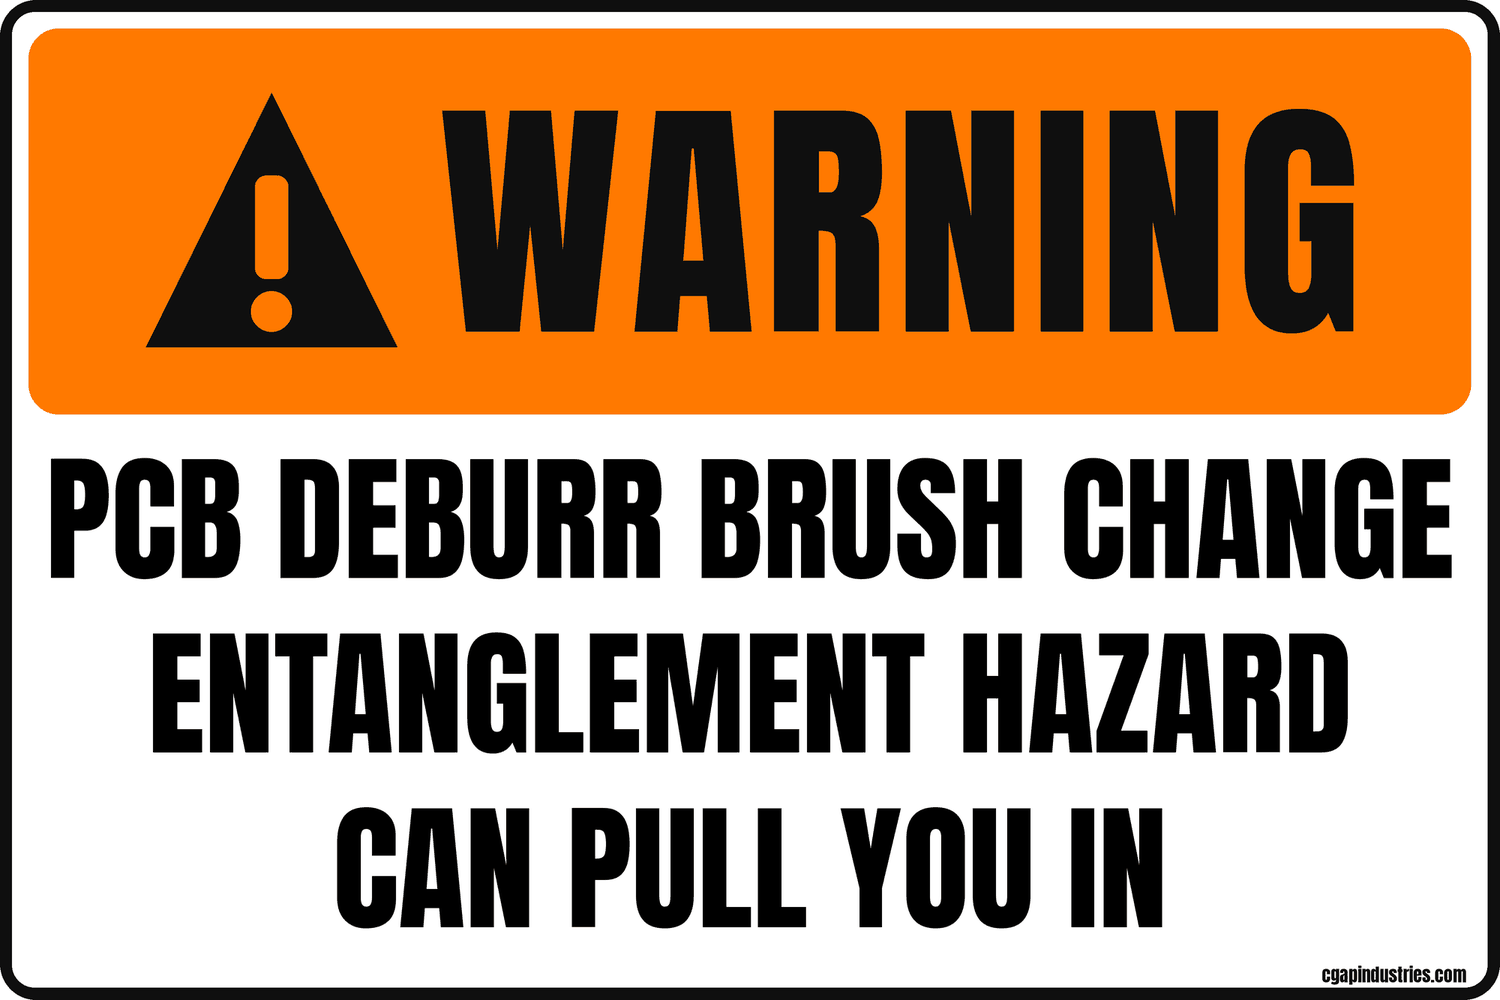 WARNING
PCB DEBURR BRUSH CHANGE
ENTANGLEMENT HAZARD
CAN PULL YOU IN
cgapindustries.com